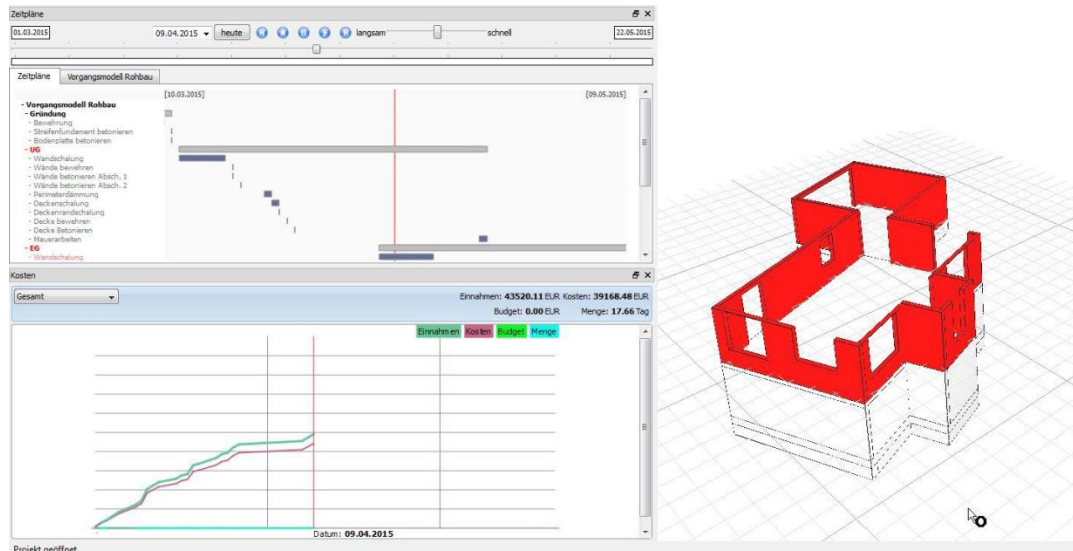 Zeitpläne
01.03.2015 09.04.2015 heute langsam schnell 22.05.2015
Zeitpläne Vorgangsmodell Rohbau
[10.03.2015] [09.05.2015]
- Vorgangsmodell Rohbau
- Gründung
- Bewehrung
- Streifenfundament betonieren
- Bodenplatte betonieren
- UG
- Wandschalung
- Wände bewehren
- Wände betonieren Absch. 1
- Wände betonieren Absch. 2
- Perimeterdämmung
- Deckenschalung
- Deckenrandschalung
- Decke bewehren
- Decke Betonieren
- Mauerarbeiten
- EG
- Wandschalung
Kosten
Gesamt
Einnahmen: 43520.11 EUR Kosten: 39168.48 EUR
Budget: 0.00 EUR Menge: 17.66 Tag
Einnahmen Kosten Budget Menge
Datum: 09.04.2015
Projekt geöffnet